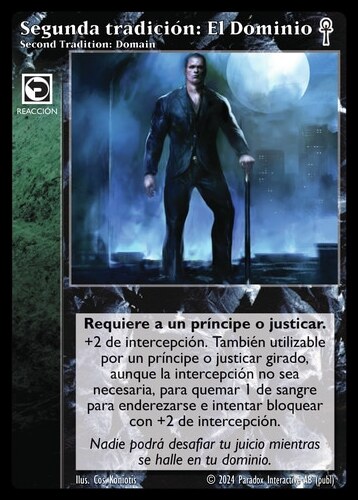 Segunda tradición: El Dominio
Second Tradition: Domain
REACCIÓN
Requiere a un príncipe o justicar.
+2 de intercepción. También utilizable
por un príncipe o justicar girado,
aunque la intercepción no sea
necesaria, para quemar 1 de sangre
para enderezarse e intentar bloquear
con +2 de intercepción.
Nadie podrá desafiar tu juicio mientras
se halle en tu dominio.
Ilus. Cos Koniotis
© 2024 Paradox Interactive AB (publ)